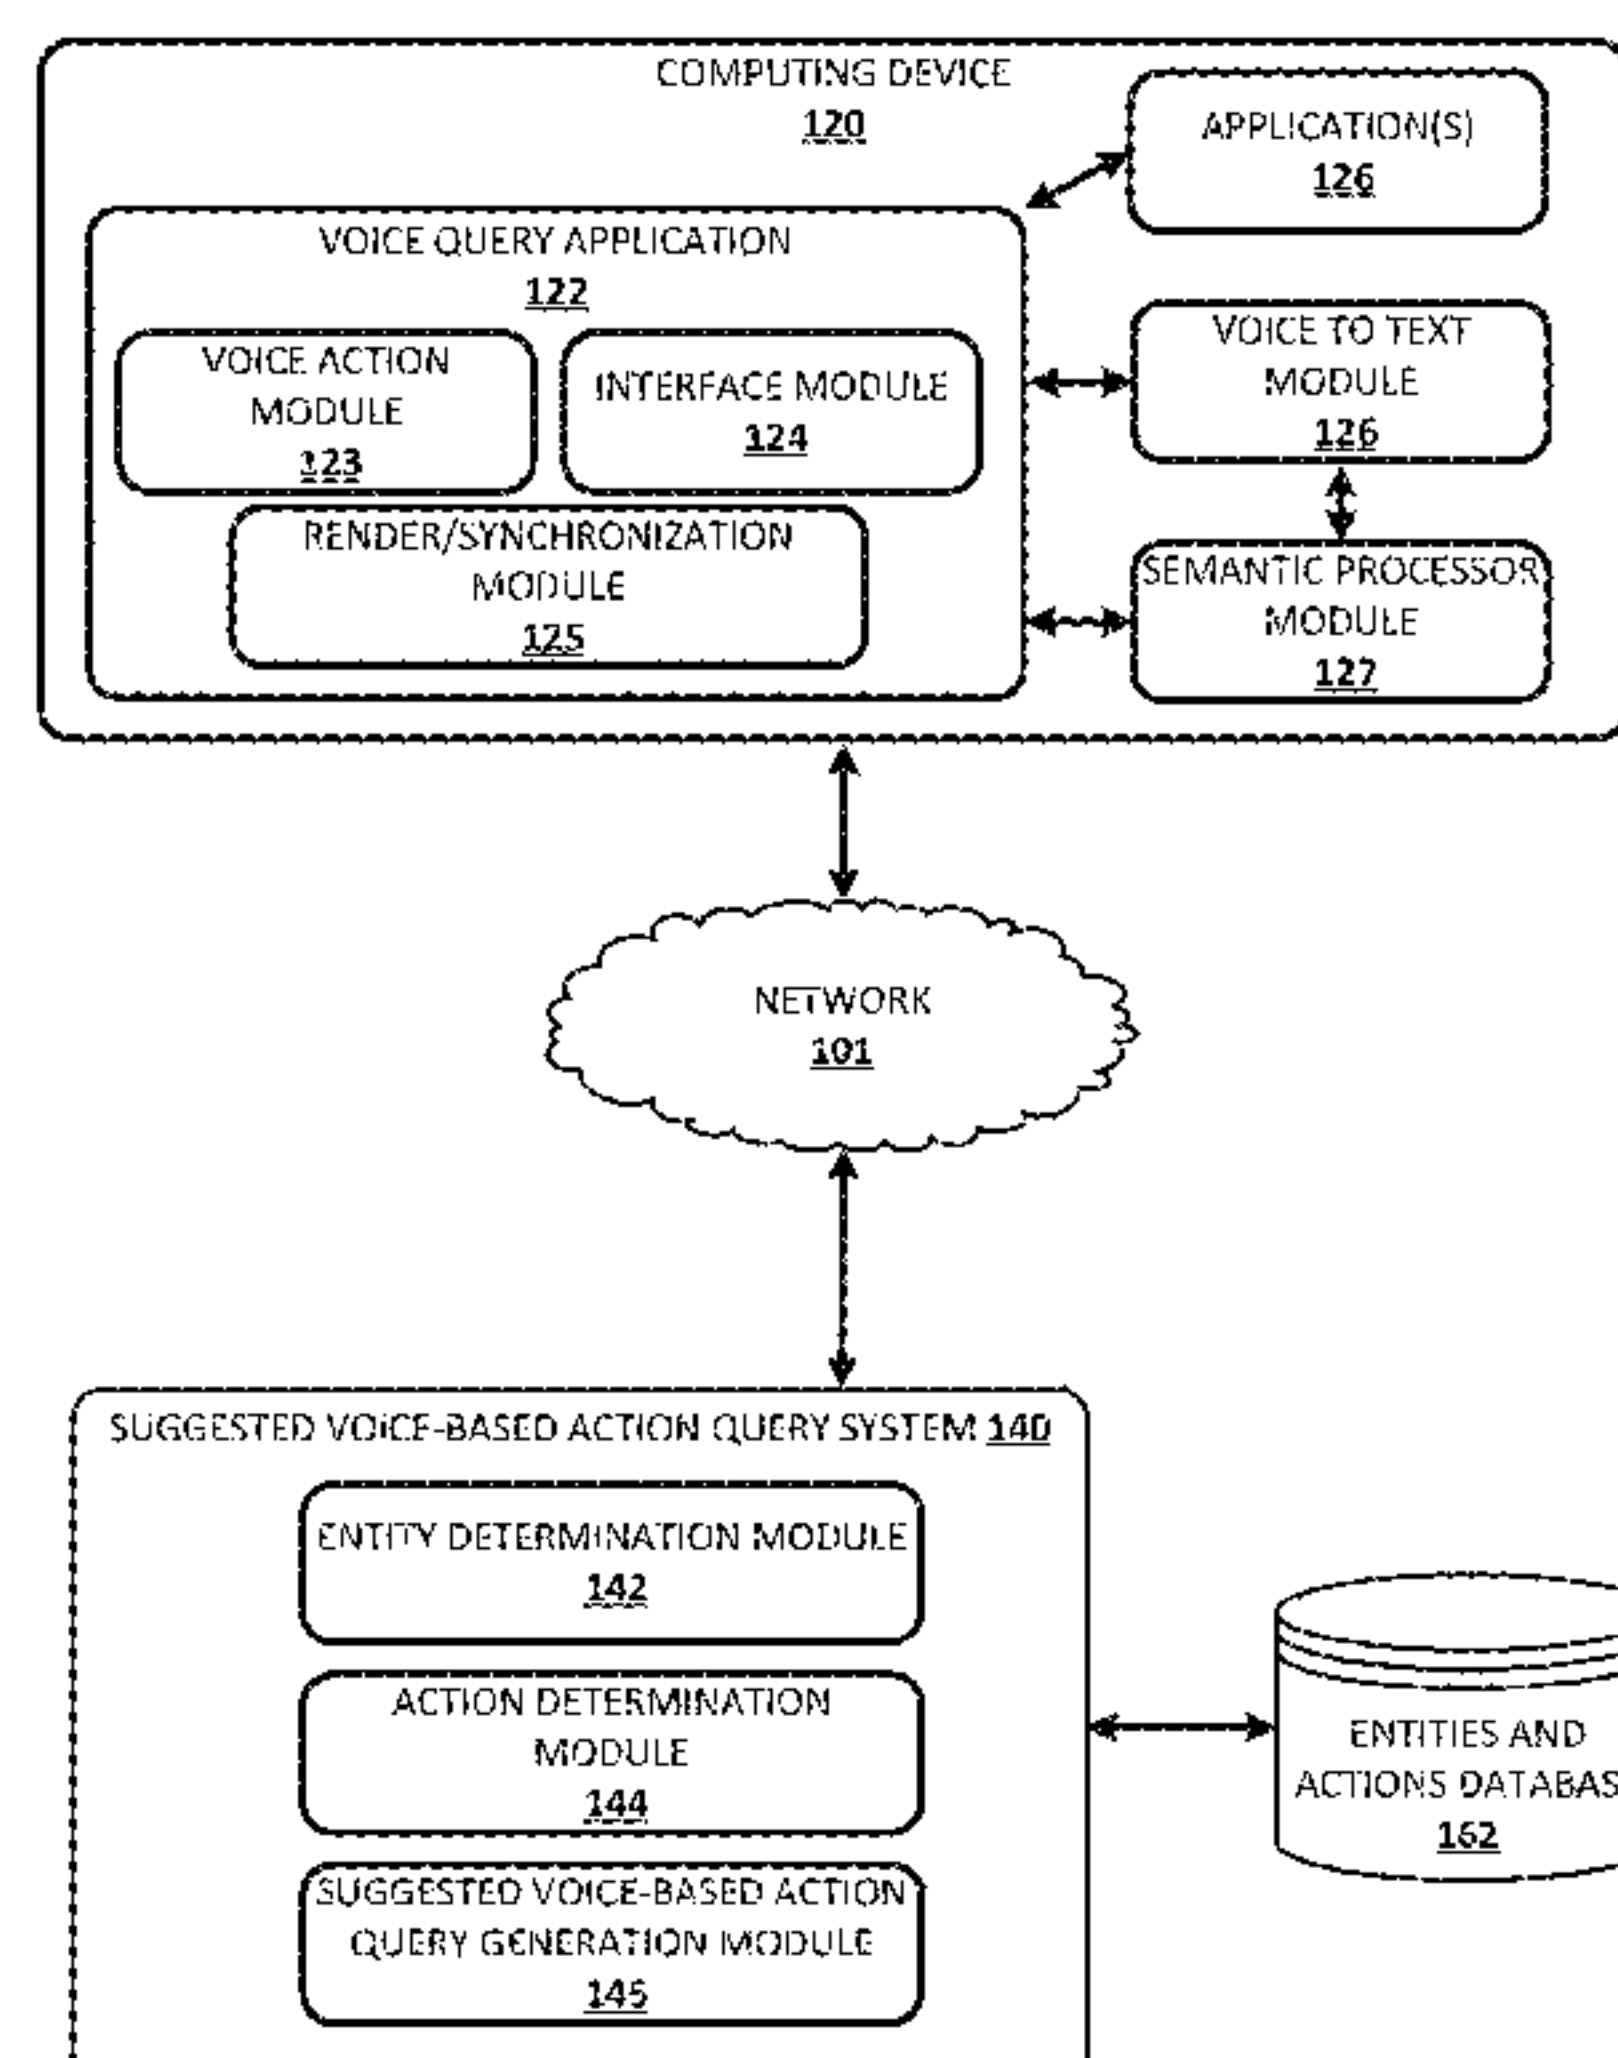 COMPUTING DEVICE
120
APPLICATION(S)
126
VOICE QUERY APPLICATION
122
VOICE ACTION
MODULE
123
INTERFACE MODULE
124
RENDER/SYNCHRONIZATION
MODULE
125
VOICE TO TEXT
MODULE
126
SEMANTIC PROCESSOR
MODULE
127
NETWORK
101
SUGGESTED VOICE-BASED ACTION QUERY SYSTEM 140
ENTITY DETERMINATION MODULE
142
ACTION DETERMINATION
MODULE
144
SUGGESTED VOICE-BASED ACTION
QUERY GENERATION MODULE
146
ENTITIES AND
ACTIONS DATABAS
162